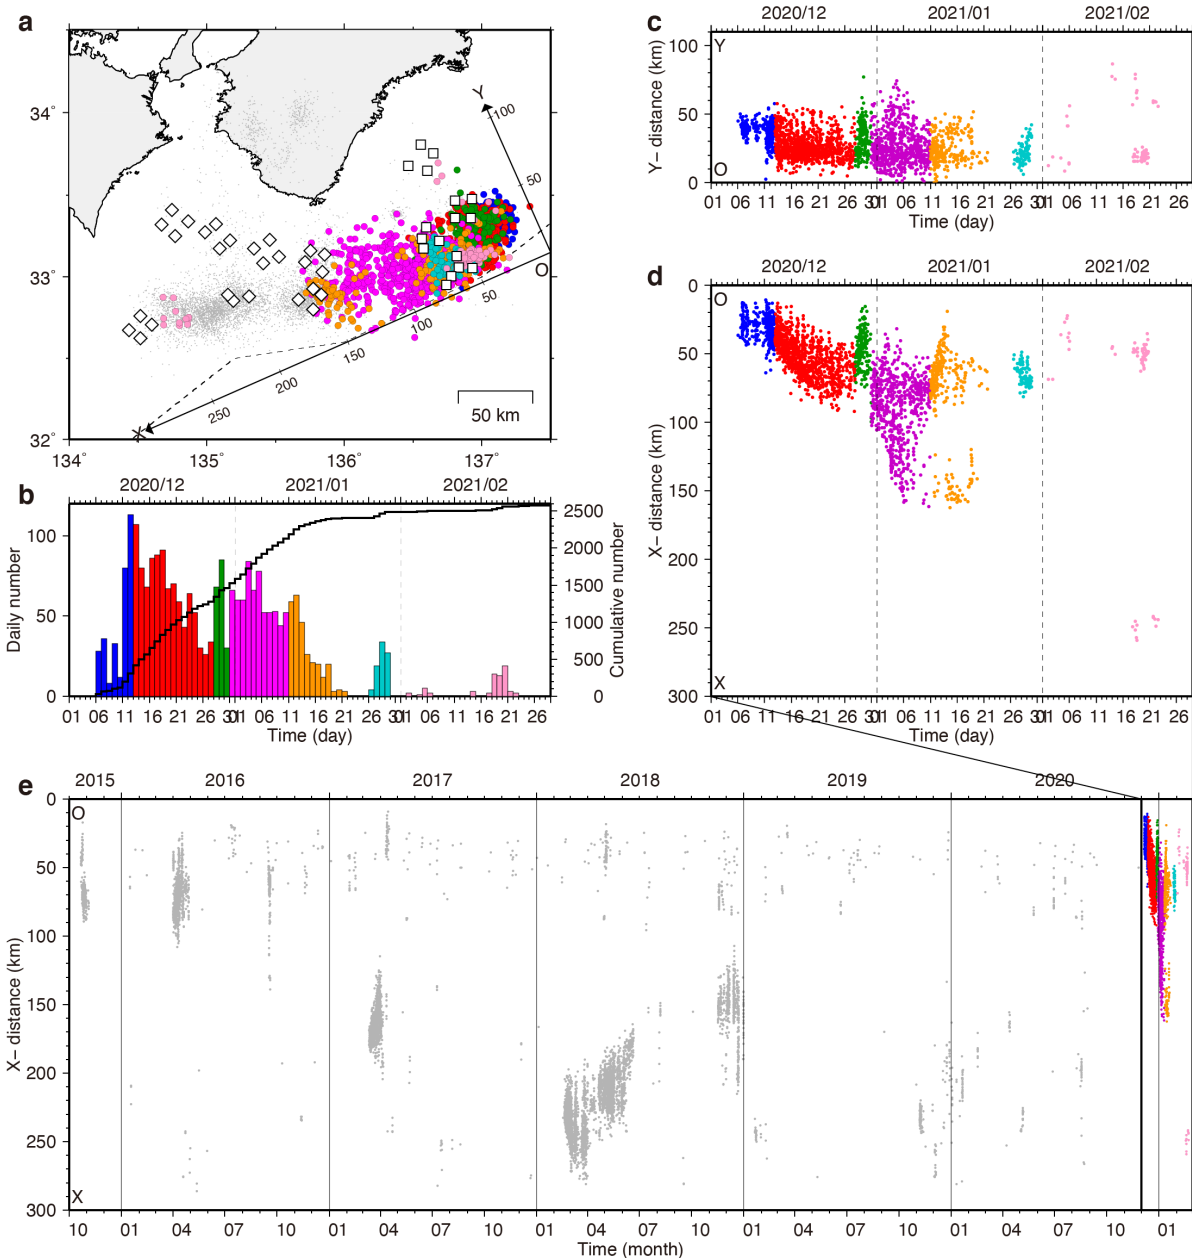 a
34°
33°
32°
134°
135°
136°
137°
Y
100
50
O
50
100
150
200
250
X
50 km
b
2020/12
2021/01
2021/02
Daily number
100
50
0
2500
2000
1500
1000
500
0
Cumulative number
01 06 11 16 21 26 31 01 06 11 16 21 26 31 01 06 11 16 21 26
Time (day)
c
2020/12
2021/01
2021/02
Y− distance (km)
100
50
0
Y
O
01 06 11 16 21 26 31 01 06 11 16 21 26 31 01 06 11 16 21 26
Time (day)
d
2020/12
2021/01
2021/02
X− distance (km)
0
50
100
150
200
250
300
O
X
01 06 11 16 21 26 31 01 06 11 16 21 26 31 01 06 11 16 21 26
Time (day)
e
2015 2016 2017 2018 2019 2020
X− distance (km)
0
50
100
150
200
250
300
O
X
10 01 04 07 10 01 04 07 10 01 04 07 10 01 04 07 10 01 04 07 10 01
Time (month)